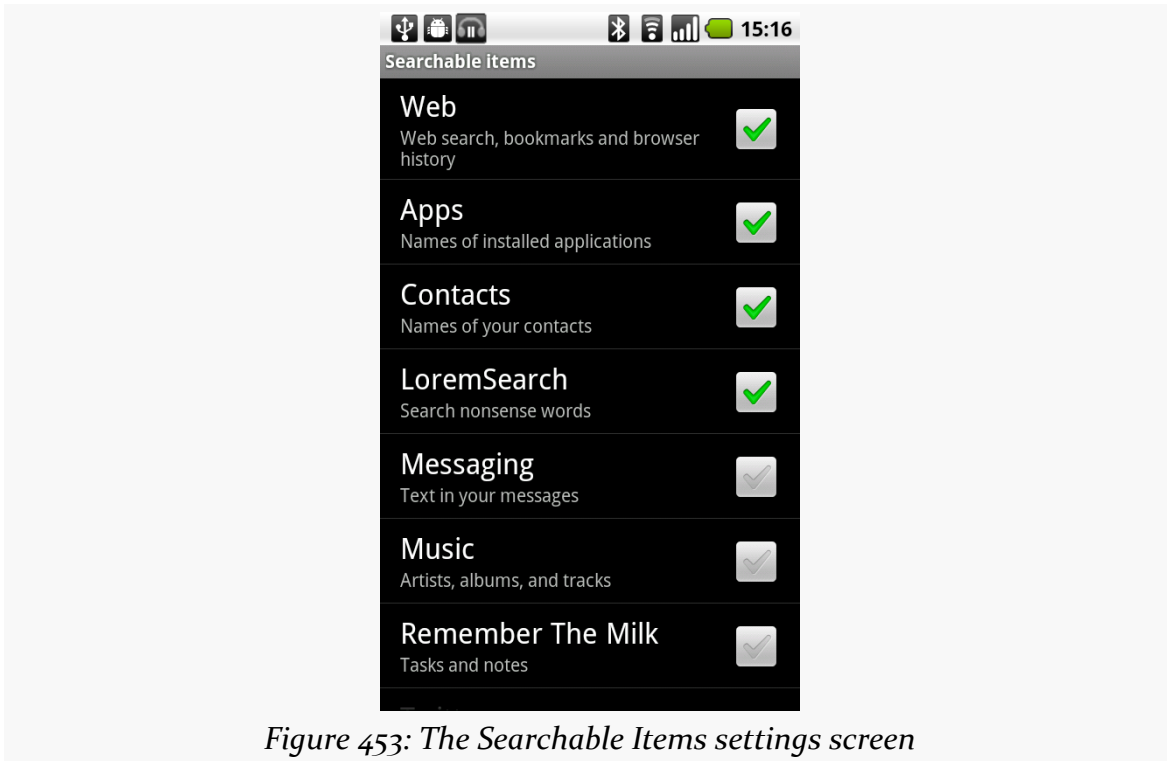 15:16
Searchable items
Web
Web search, bookmarks and browser
history
Apps
Names of installed applications
Contacts
Names of your contacts
LoremSearch
Search nonsense words
Messaging
Text in your messages
Music
Artists, albums, and tracks
Remember The Milk
Tasks and notes
Figure 453: The Searchable Items settings screen